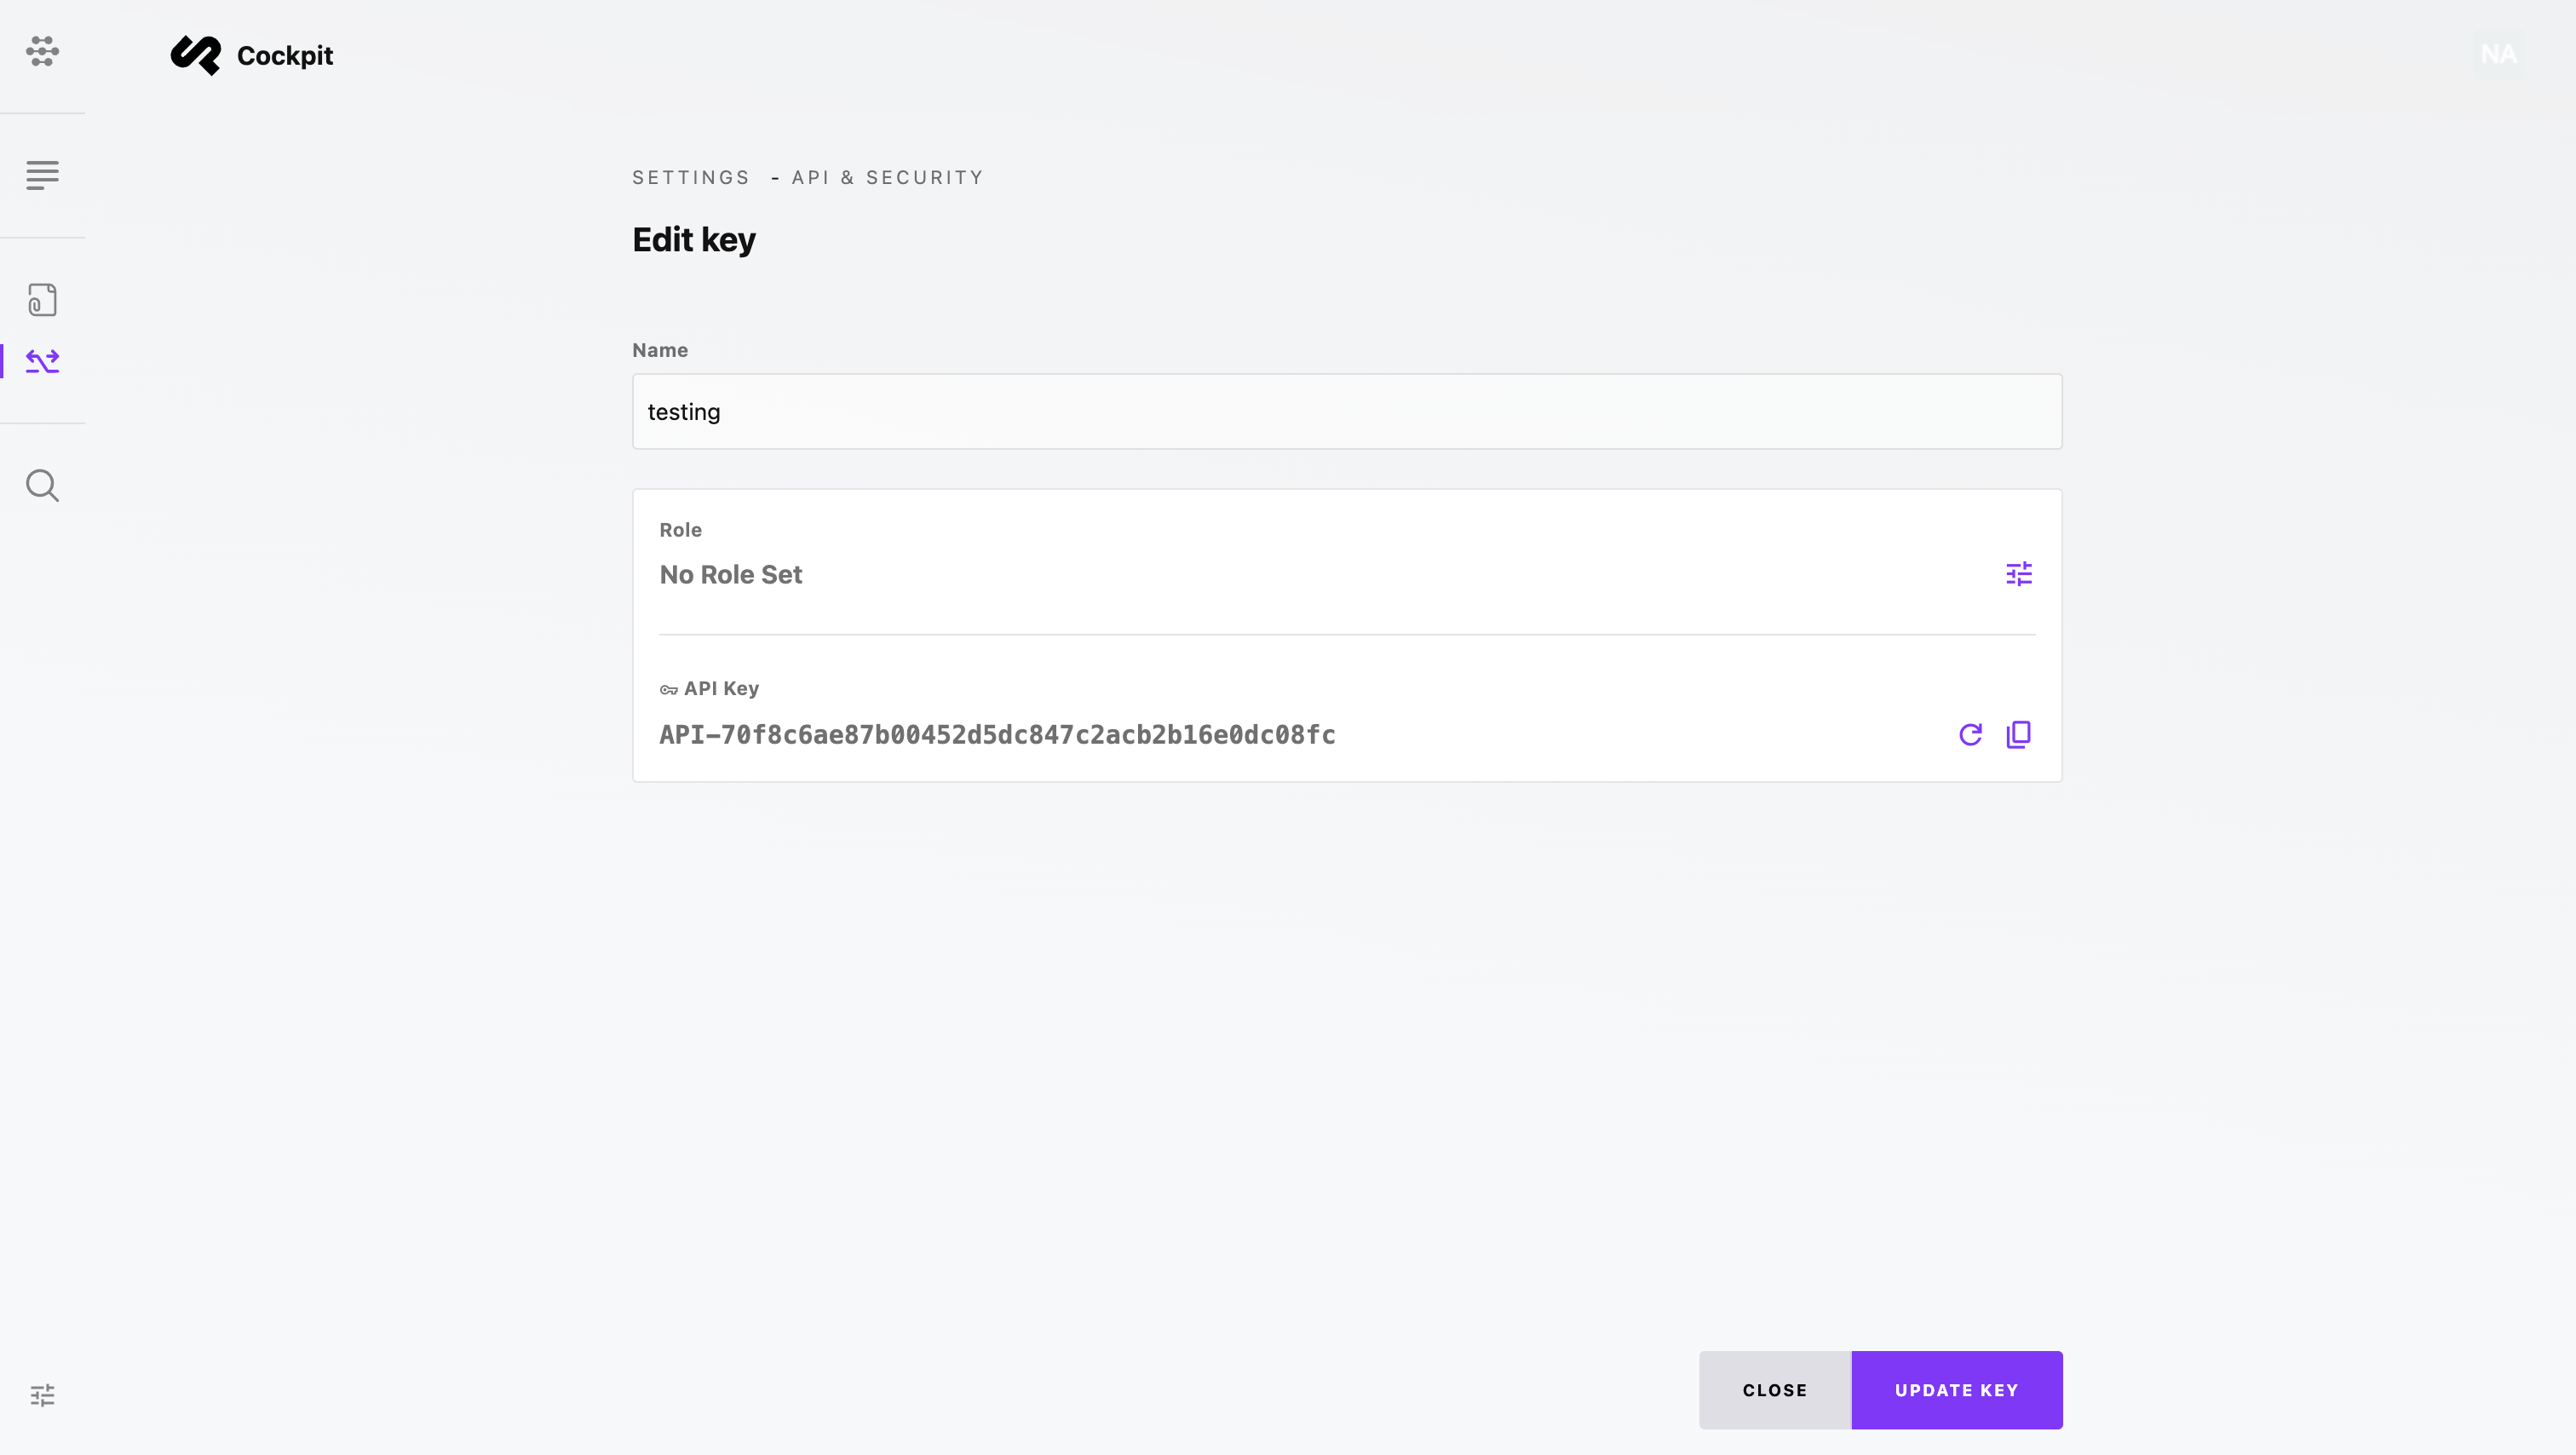 Cockpit
NA
SETTINGS - API & SECURITY
Edit key
Name
testing
Role
No Role Set
API Key
API-70f8c6ae87b00452d5dc847c2acb2b16e0dc08fc
CLOSE
UPDATE KEY